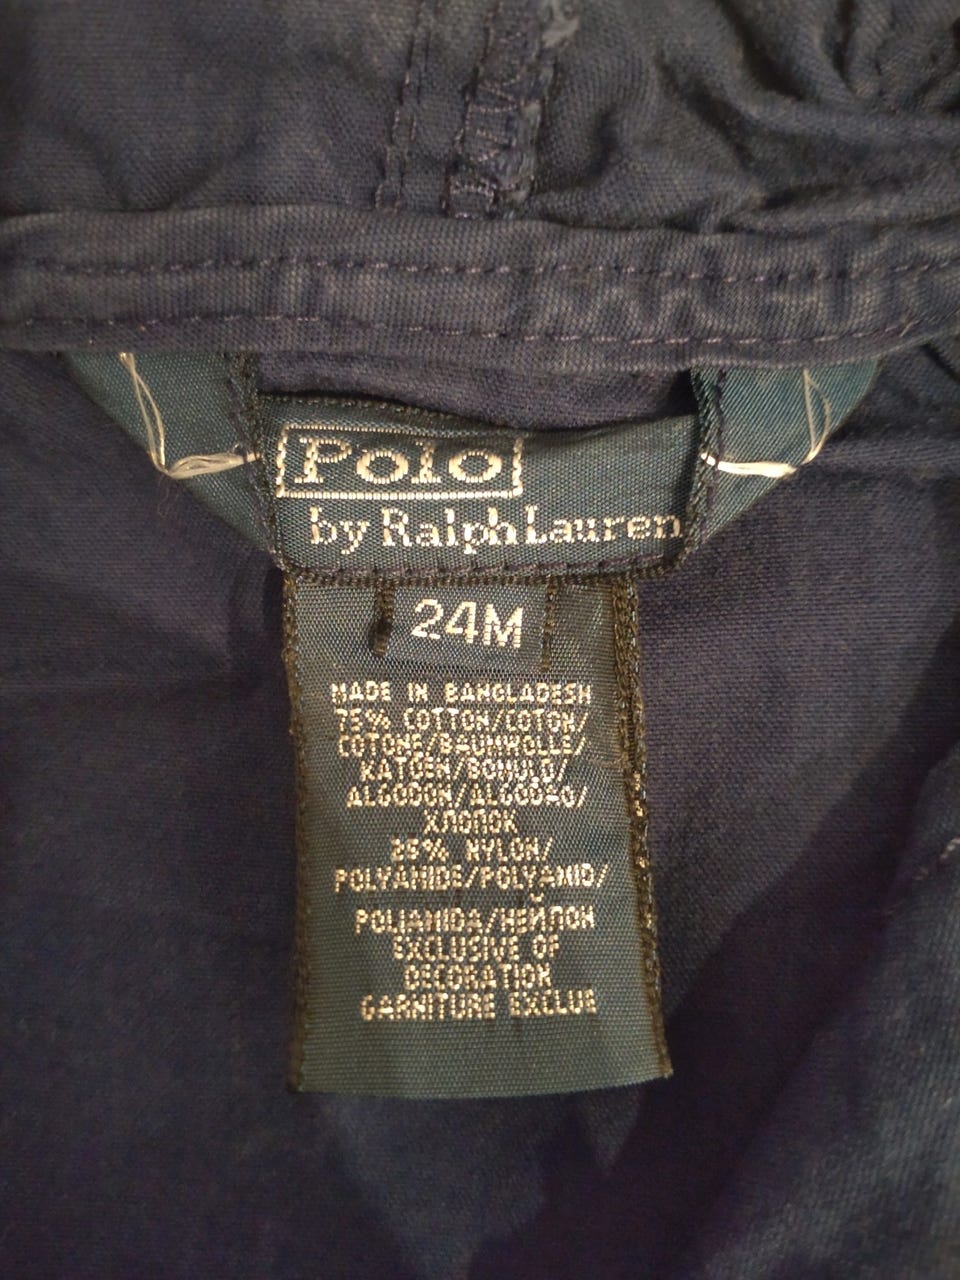 Polo
by Ralph Lauren
24M
MADE IN BANGLADESH
75% COTTON/COTON/
COTONE/BAUMWOLLE/
KATOEN/BOMULD/
ALGODON/ALGODÃO/
ХЛОПОК
25% NYLON/
POLYAMIDE/POLYAMID/
POLIAMIDA/НЕЙЛОН
EXCLUSIVE OF
DECORATION
GARNITURE EXCLUE